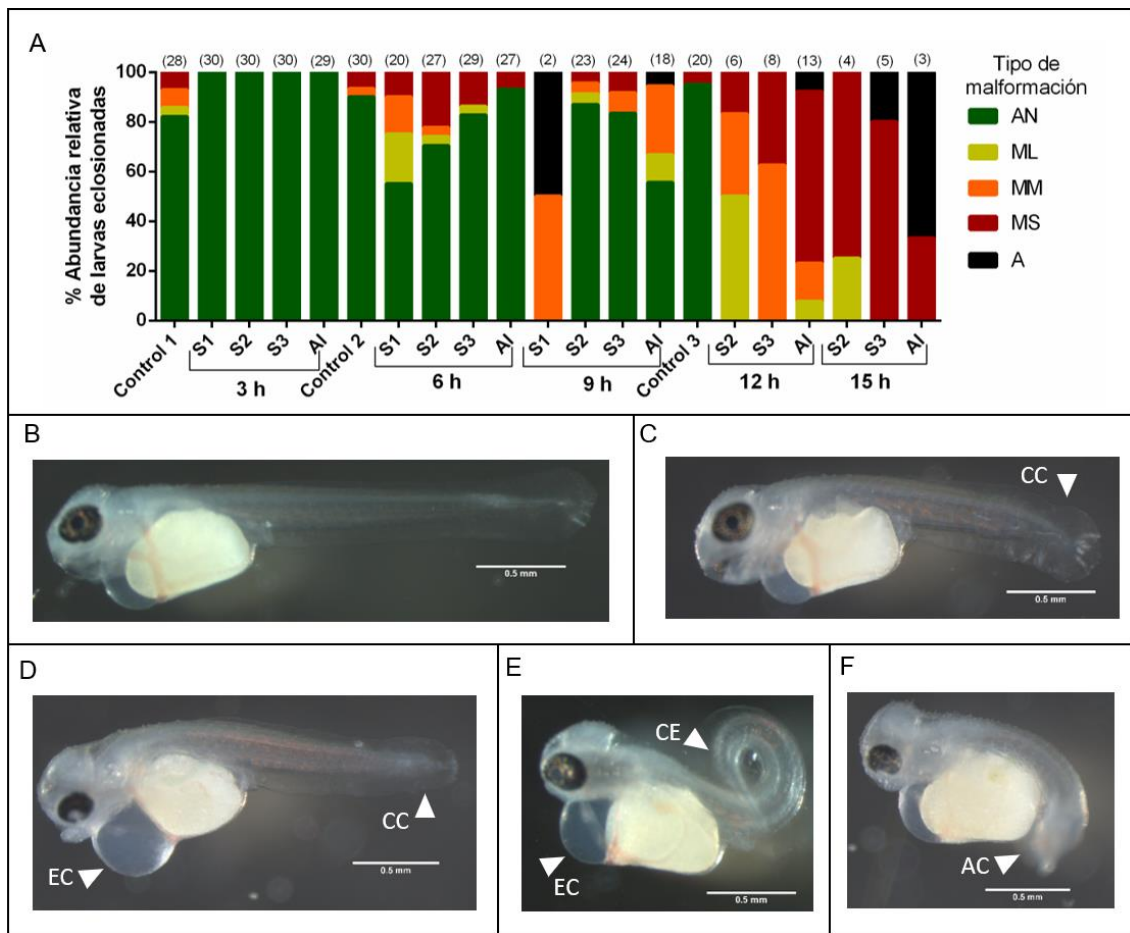 A
(28) (30) (30) (30) (29) (30) (20) (27) (29) (27) (2) (23) (24) (18) (20) (6) (8) (13) (4) (5) (3)
100
80
60
40
20
0
% Abundancia relativa
de larvas eclosionadas
Control 1 S1 S2 S3 AI Control 2 S1 S2 S3 AI S1 S2 S3 AI Control 3 S2 S3 AI S2 S3 AI
3 h 6 h 9 h 12 h 15 h
Tipo de
malformación
AN
ML
MM
MS
A
B
0.5 mm
C
CC
0.5 mm
D
EC
CC
0.5 mm
E
CE
EC
0.5 mm
F
AC
0.5 mm